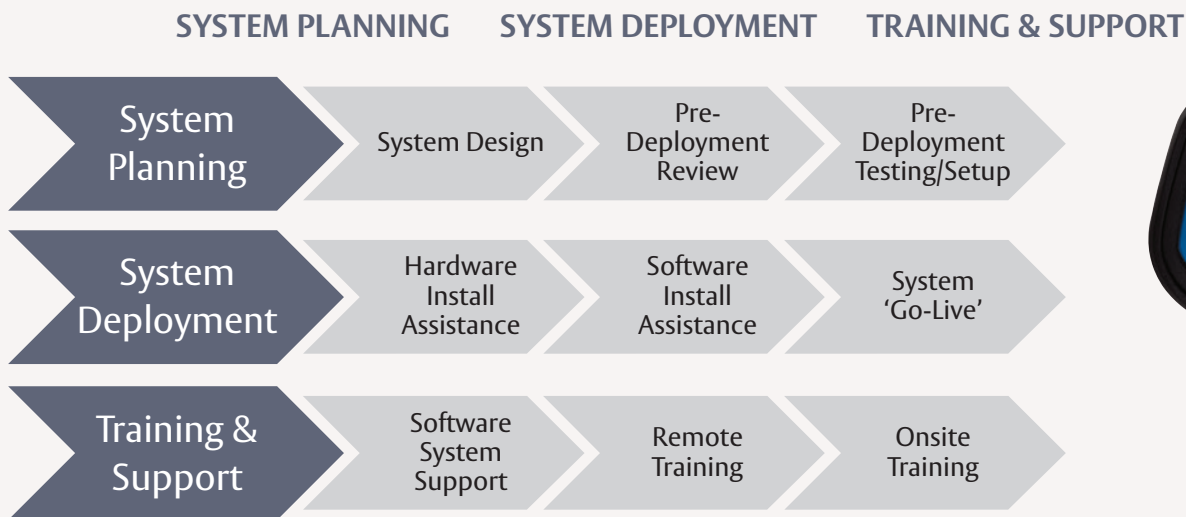 SYSTEM PLANNING SYSTEM DEPLOYMENT TRAINING & SUPPORT
System
Planning
System Design
Pre-
Deployment
Review
Pre-
Deployment
Testing/Setup
System
Deployment
Hardware
Install
Assistance
Software
Install
Assistance
System
‘Go-Live’
Training &
Support
Software
System
Support
Remote
Training
Onsite
Training